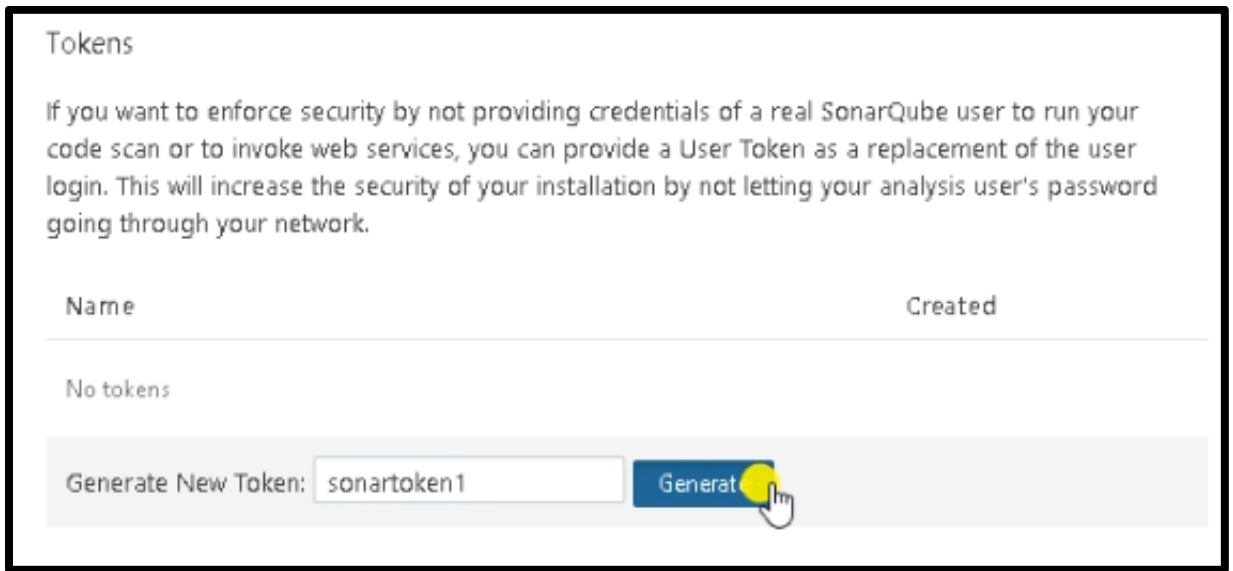 Tokens
If you want to enforce security by not providing credentials of a real SonarQube user to run your
code scan or to invoke web services, you can provide a User Token as a replacement of the user
login. This will increase the security of your installation by not letting your analysis user's password
going through your network.
Name Created
No tokens
Generate New Token: sonartoken1 Generate